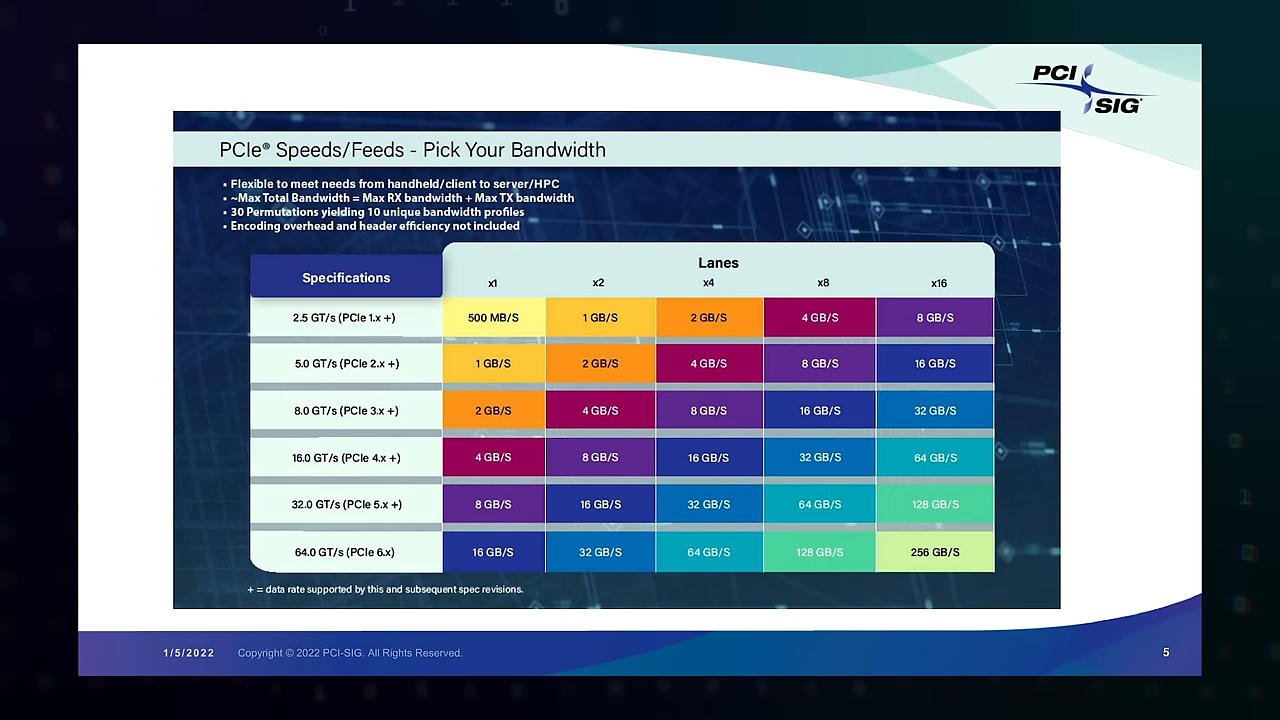 PCI
SIG®
PCIe® Speeds/Feeds - Pick Your Bandwidth
• Flexible to meet needs from handheld/client to server/HPC
• ~Max Total Bandwidth = Max RX bandwidth + Max TX bandwidth
• 30 Permutations yielding 10 unique bandwidth profiles
• Encoding overhead and header efficiency not included
Specifications
Lanes
x1 x2 x4 x8 x16
2.5 GT/s (PCIe 1.x +) 500 MB/S 1 GB/S 2 GB/S 4 GB/S 8 GB/S
5.0 GT/s (PCIe 2.x +) 1 GB/S 2 GB/S 4 GB/S 8 GB/S 16 GB/S
8.0 GT/s (PCIe 3.x +) 2 GB/S 4 GB/S 8 GB/S 16 GB/S 32 GB/S
16.0 GT/s (PCIe 4.x +) 4 GB/S 8 GB/S 16 GB/S 32 GB/S 64 GB/S
32.0 GT/s (PCIe 5.x +) 8 GB/S 16 GB/S 32 GB/S 64 GB/S 128 GB/S
64.0 GT/s (PCIe 6.x) 16 GB/S 32 GB/S 64 GB/S 128 GB/S 256 GB/S
+ = data rate supported by this and subsequent spec revisions.
1/5/2022 Copyright © 2022 PCI-SIG. All Rights Reserved. 5